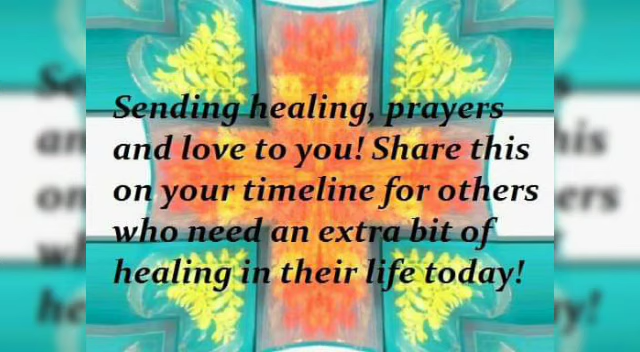 Sending healing, prayers
and love to you! Share this
on your timeline for others
who need an extra bit of
healing in their life today!